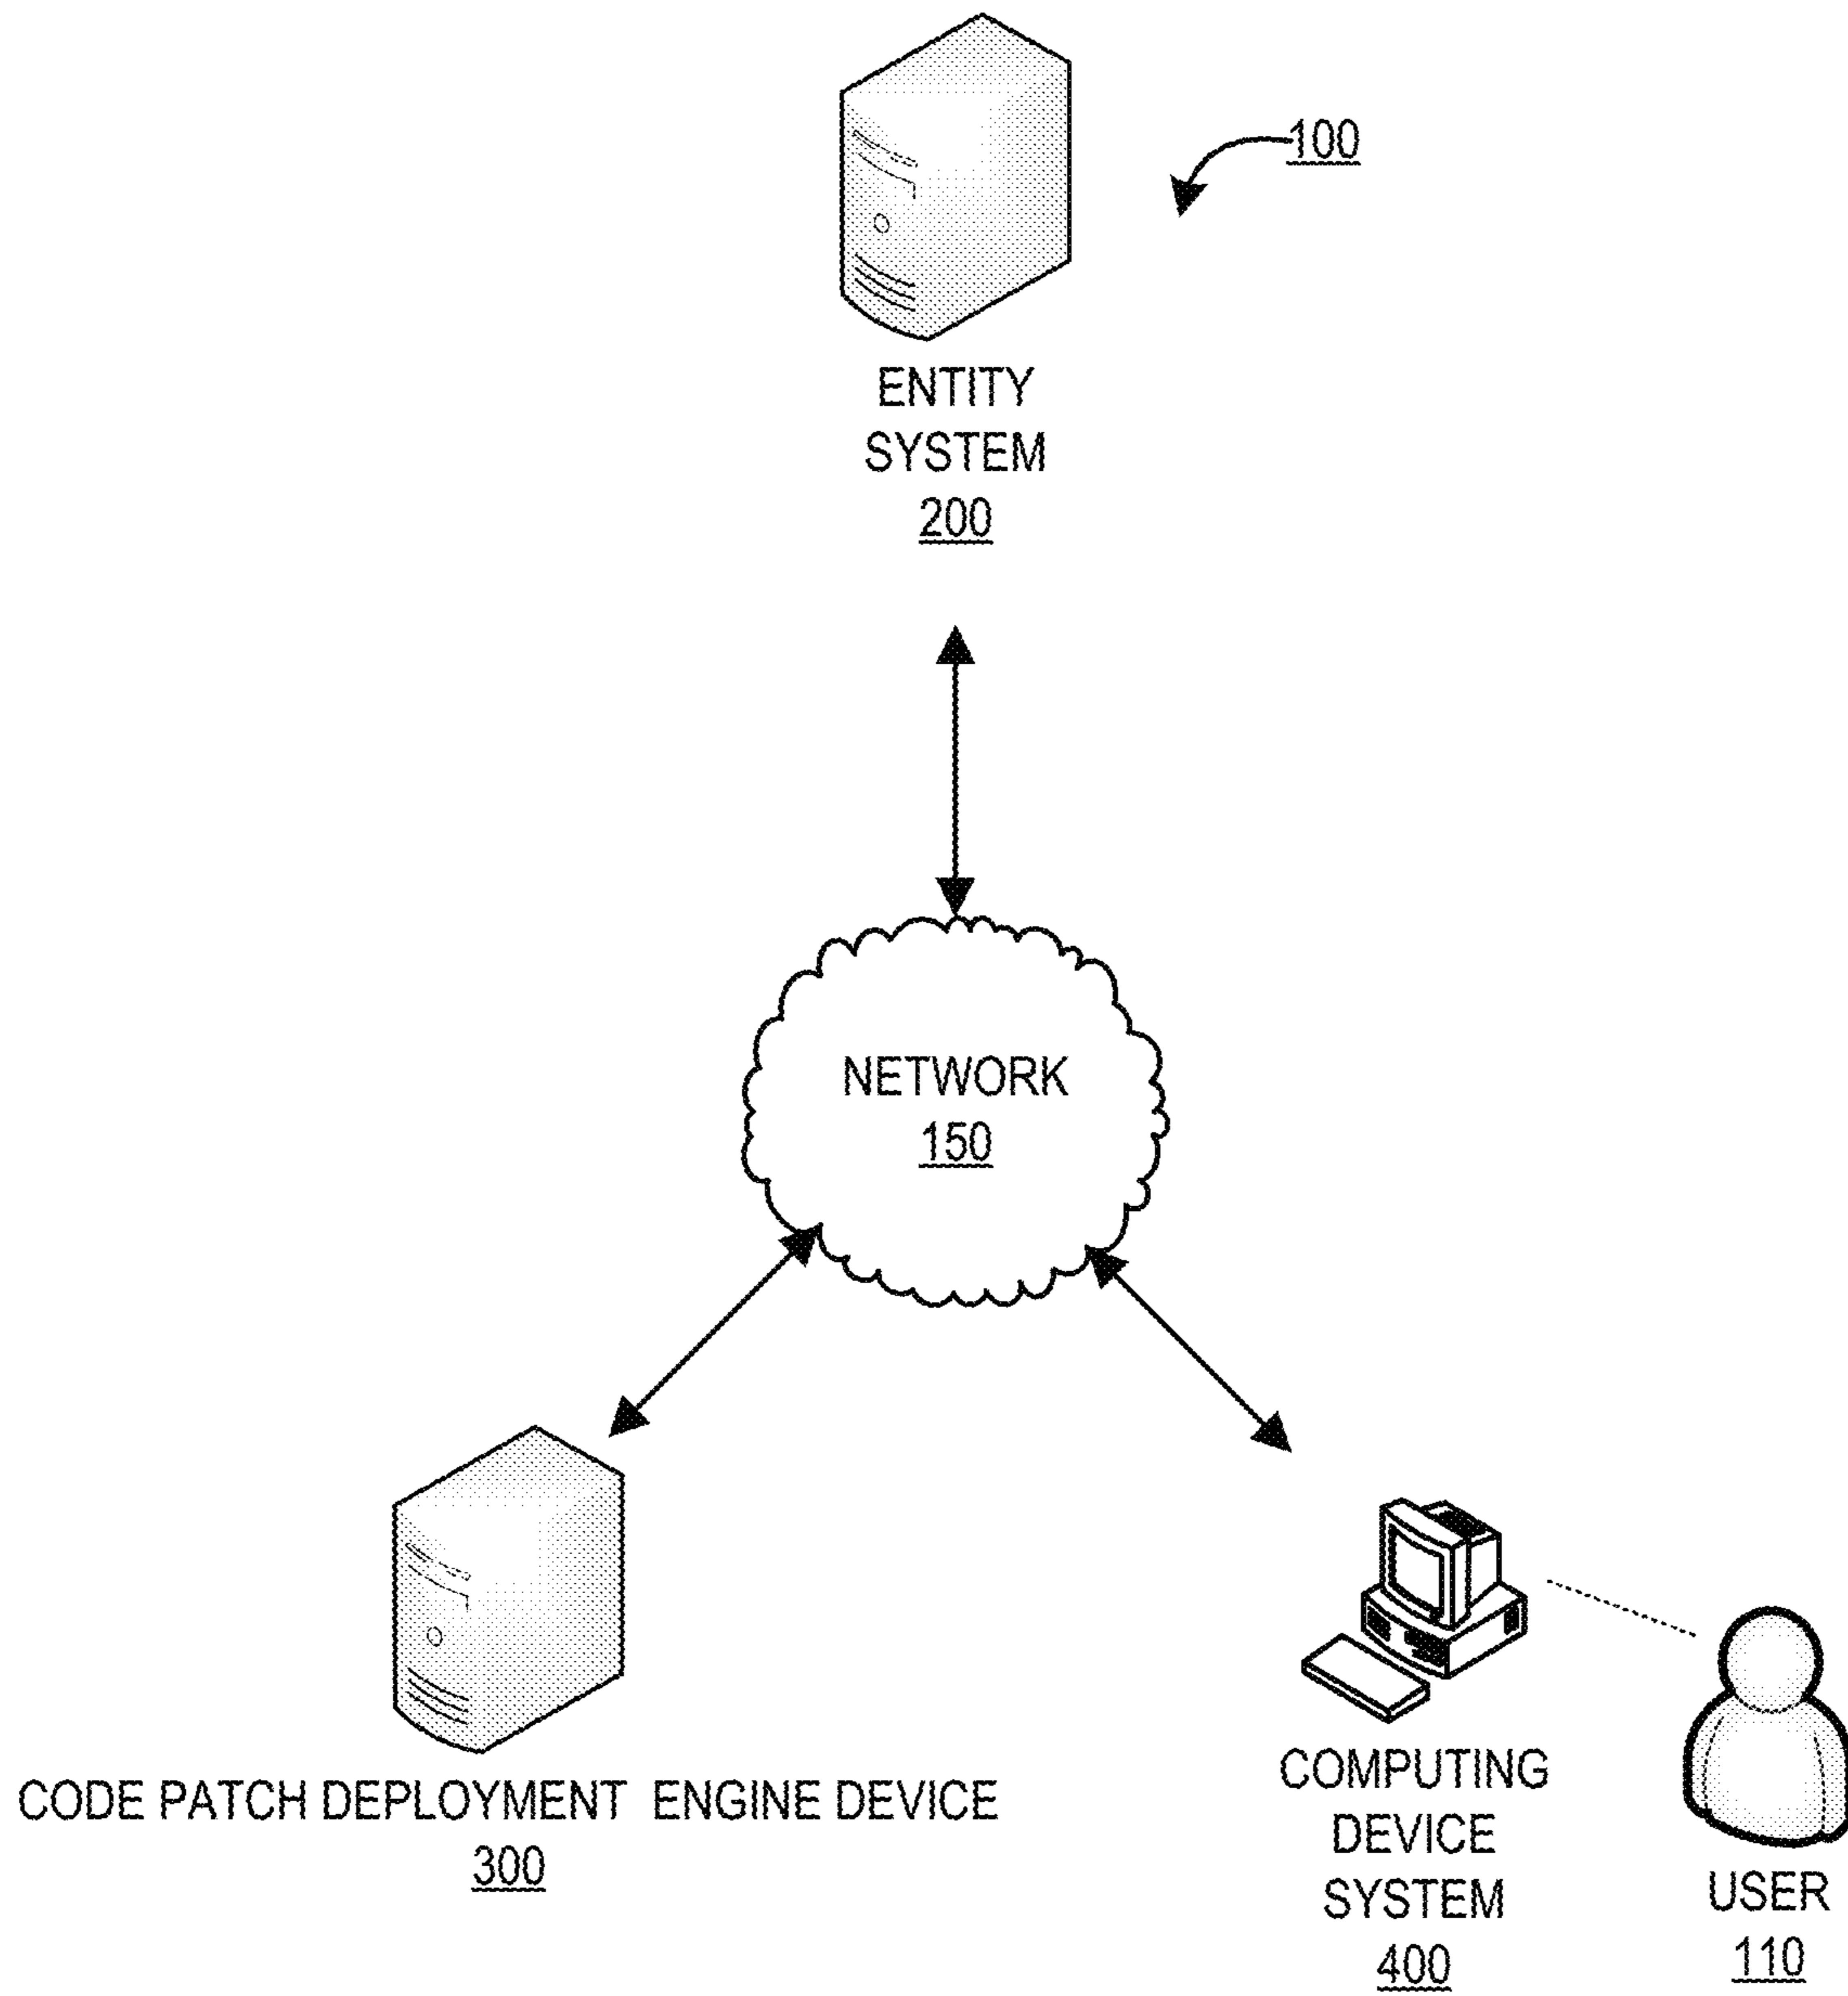 100
ENTITY
SYSTEM
200
NETWORK
150
CODE PATCH DEPLOYMENT ENGINE DEVICE
300
COMPUTING
DEVICE
SYSTEM
400
USER
110